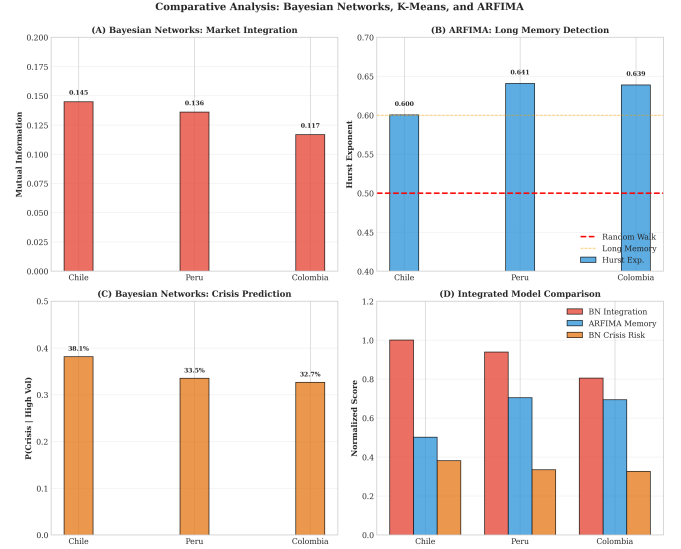 Comparative Analysis: Bayesian Networks, K-Means, and ARFIMA
(A) Bayesian Networks: Market Integration
Mutual Information
0.200
0.175
0.150
0.125
0.100
0.075
0.050
0.025
0.000
0.145
0.136
0.117
Chile
Peru
Colombia
(B) ARFIMA: Long Memory Detection
Hurst Exponent
0.70
0.65
0.60
0.55
0.50
0.45
0.40
0.600
0.641
0.639
Random Walk
Long Memory
Hurst Exp.
Chile
Peru
Colombia
(C) Bayesian Networks: Crisis Prediction
P(Crisis | High Vol)
0.5
0.4
0.3
0.2
0.1
0.0
38.1%
33.5%
32.7%
Chile
Peru
Colombia
(D) Integrated Model Comparison
Normalized Score
1.2
1.0
0.8
0.6
0.4
0.2
0.0
BN Integration
ARFIMA Memory
BN Crisis Risk
Chile
Peru
Colombia